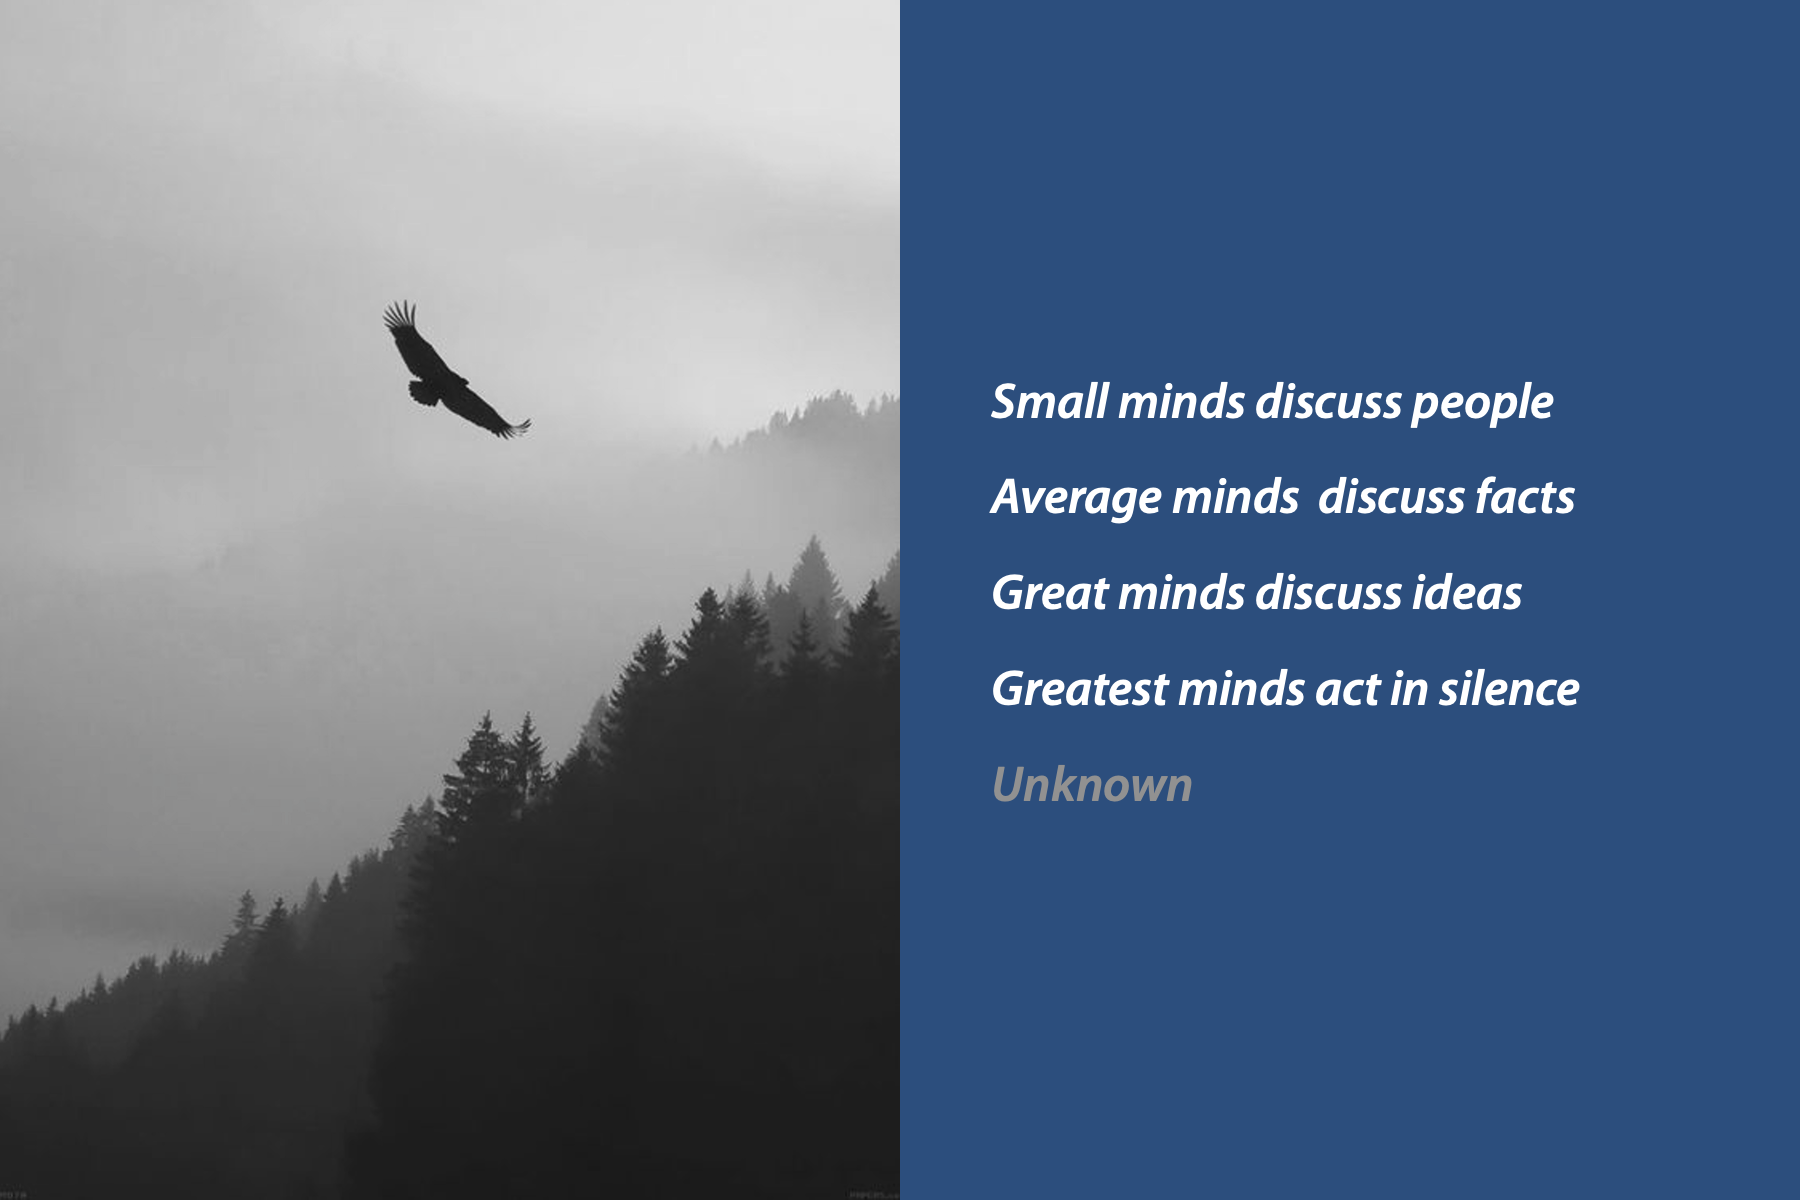 Small minds discuss people
Average minds  discuss facts
Great minds discuss ideas
Greatest minds act in silence
Unknown